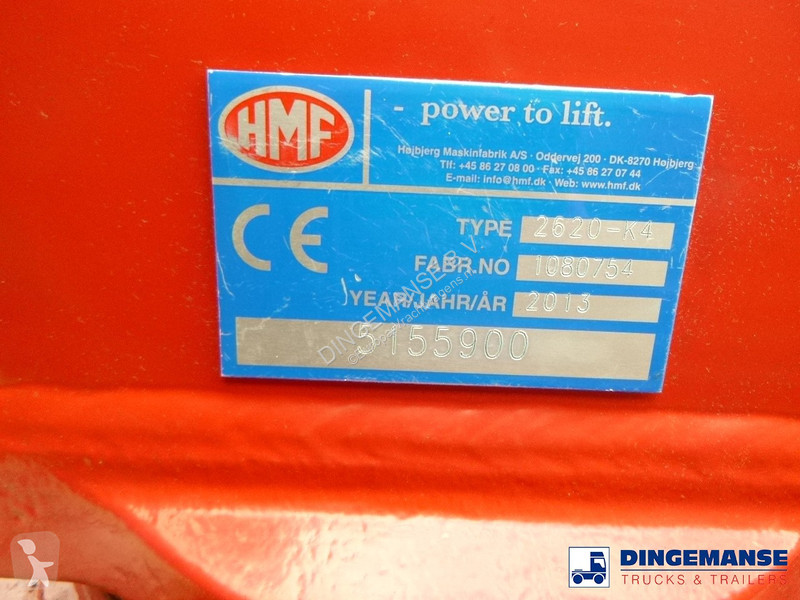 HMF
- power to lift.
Højbjerg Maskinfabrik A/S · Oddervej 200 · DK-8270 Højbjerg
Tlf: +45 86 27 08 00 · Fax: +45 86 27 07 44
E-mail: info@hmf.dk · Web: www.hmf.dk
CE
TYPE 2620-K4
FABR.NO 1080754
YEAR/JAHR/ÅR 2013
3155900
DINGEMANSE B.V.
DINGEMANSE
TRUCKS & TRAILERS